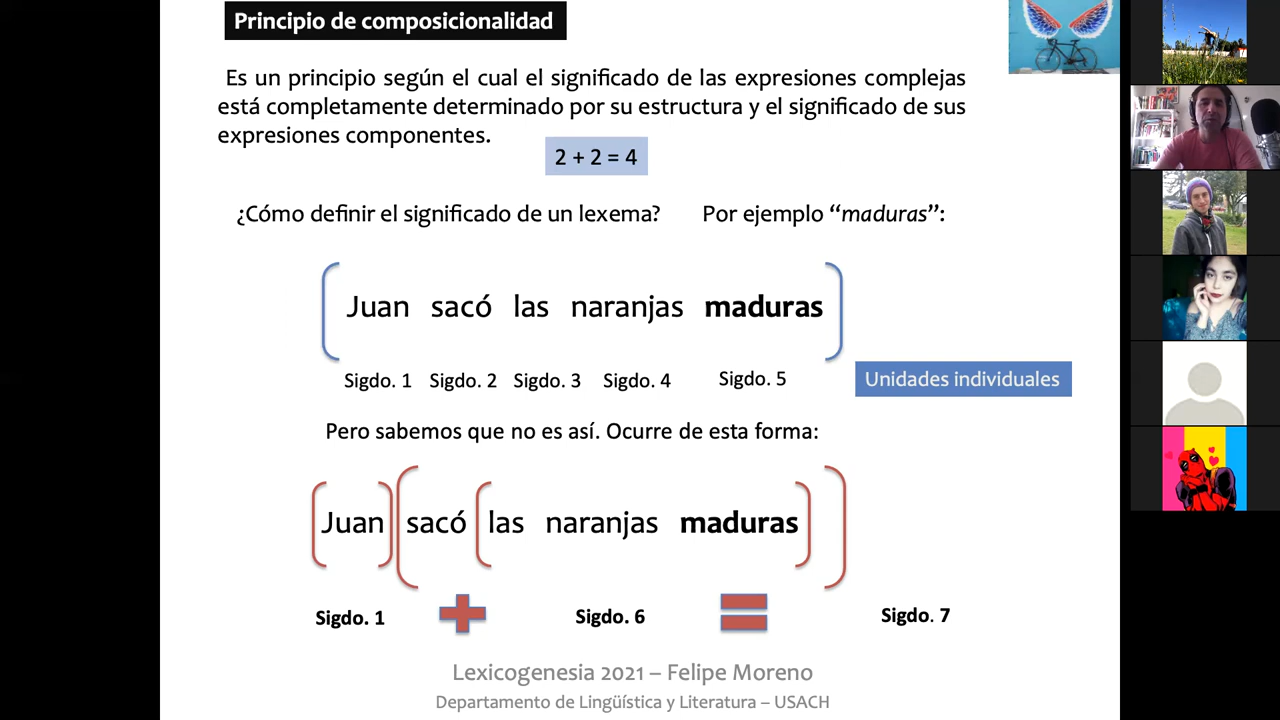 Principio de composicionalidad
Es un principio según el cual el significado de las expresiones complejas
está completamente determinado por su estructura y el significado de sus
expresiones componentes.
2 + 2 = 4
¿Cómo definir el significado de un lexema? Por ejemplo “maduras”:
Juan sacó las naranjas maduras
Sigdo. 1 Sigdo. 2 Sigdo. 3 Sigdo. 4 Sigdo. 5
Unidades individuales
Pero sabemos que no es así. Ocurre de esta forma:
Juan sacó las naranjas maduras
Sigdo. 1 + Sigdo. 6 = Sigdo. 7
Lexicogenesia 2021 – Felipe Moreno
Departamento de Lingüística y Literatura – USACH